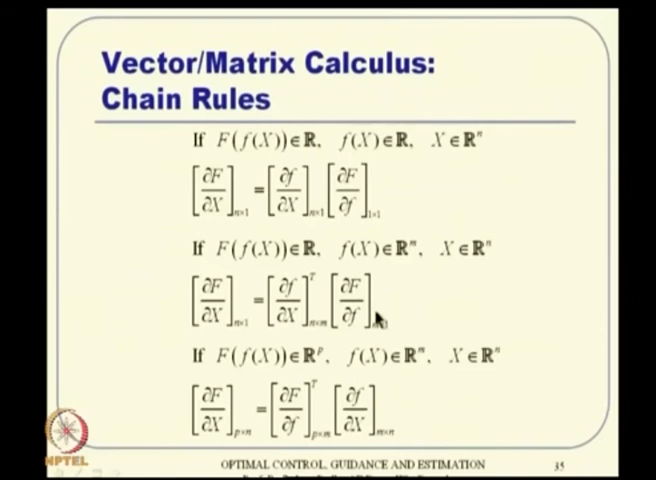 Vector/Matrix Calculus:
Chain Rules
If F(f(X))∈ℝ, f(X)∈ℝ, X∈ℝⁿ
[∂F/∂X]ₙₓ₁ = [∂f/∂X]ₙₓ₁ [∂F/∂f]₁ₓ₁
If F(f(X))∈ℝ, f(X)∈ℝᵐ, X∈ℝⁿ
[∂F/∂X]ₙₓ₁ = [∂f/∂X]ᵀₙₓₘ [∂F/∂f]
If F(f(X))∈ℝᵖ, f(X)∈ℝᵐ, X∈ℝⁿ
[∂F/∂X]ₚₓₙ = [∂F/∂f]ᵀₚₓₘ [∂f/∂X]ₘₓₙ
NPTEL
OPTIMAL CONTROL, GUIDANCE AND ESTIMATION 35